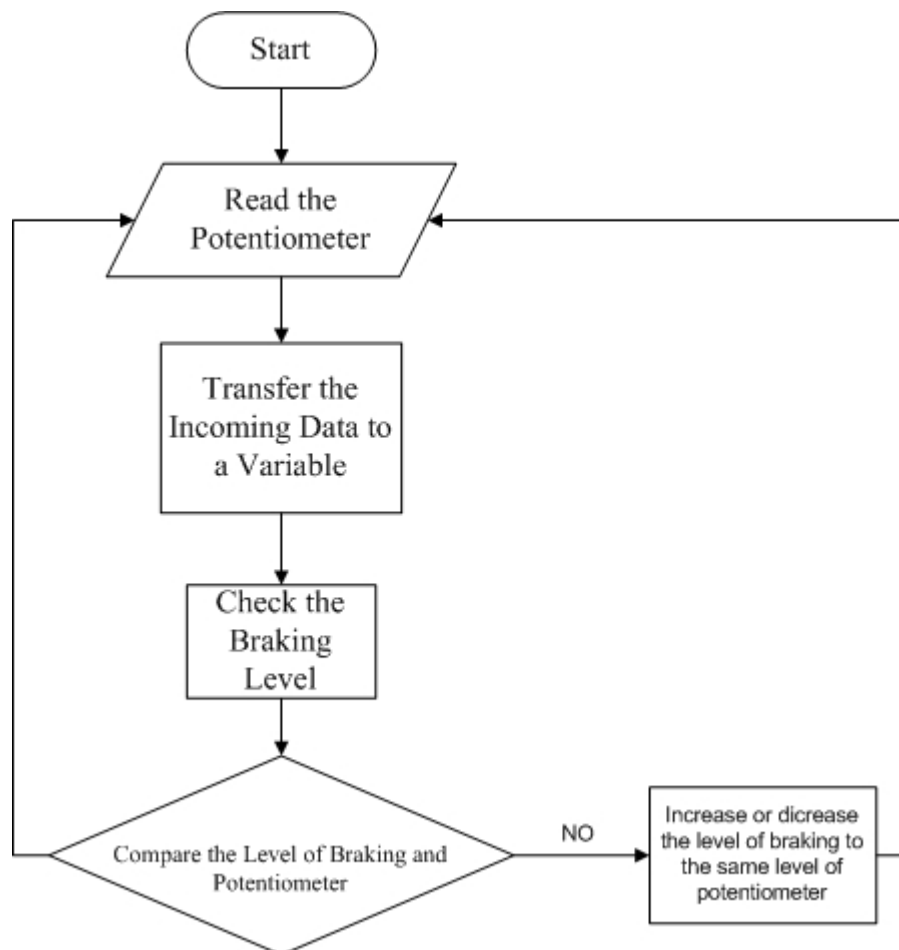 Start
Read the
Potentiometer
Transfer the
Incoming Data to
a Variable
Check the
Braking
Level
Compare the Level of Braking and
Potentiometer
NO
Increase or dicrease
the level of braking to
the same level of
potentiometer